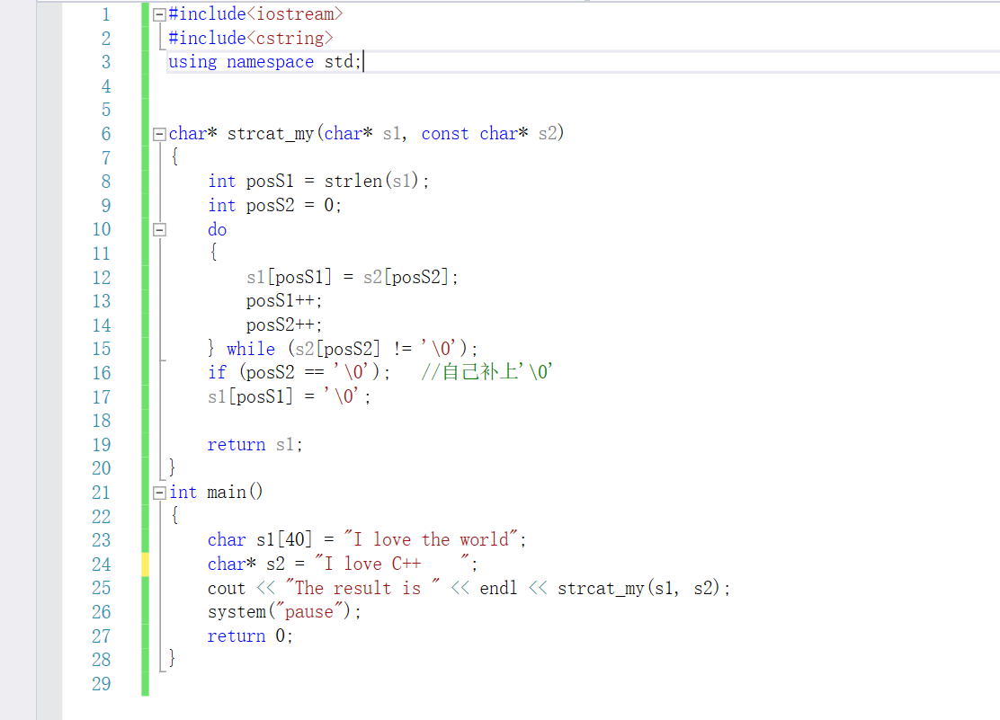 1 #include<iostream>
2 #include<cstring>
3 using namespace std;
4
5
6 char* strcat_my(char* s1, const char* s2)
7 {
8     int posS1 = strlen(s1);
9     int posS2 = 0;
10     do
11     {
12         s1[posS1] = s2[posS2];
13         posS1++;
14         posS2++;
15     } while (s2[posS2] != '\0');
16     if (posS2 == '\0');   //自己补上'\0'
17     s1[posS1] = '\0';
18
19     return s1;
20 }
21 int main()
22 {
23     char s1[40] = "I love the world";
24     char* s2 = "I love C++    ";
25     cout << "The result is " << endl << strcat_my(s1, s2);
26     system("pause");
27     return 0;
28 }
29